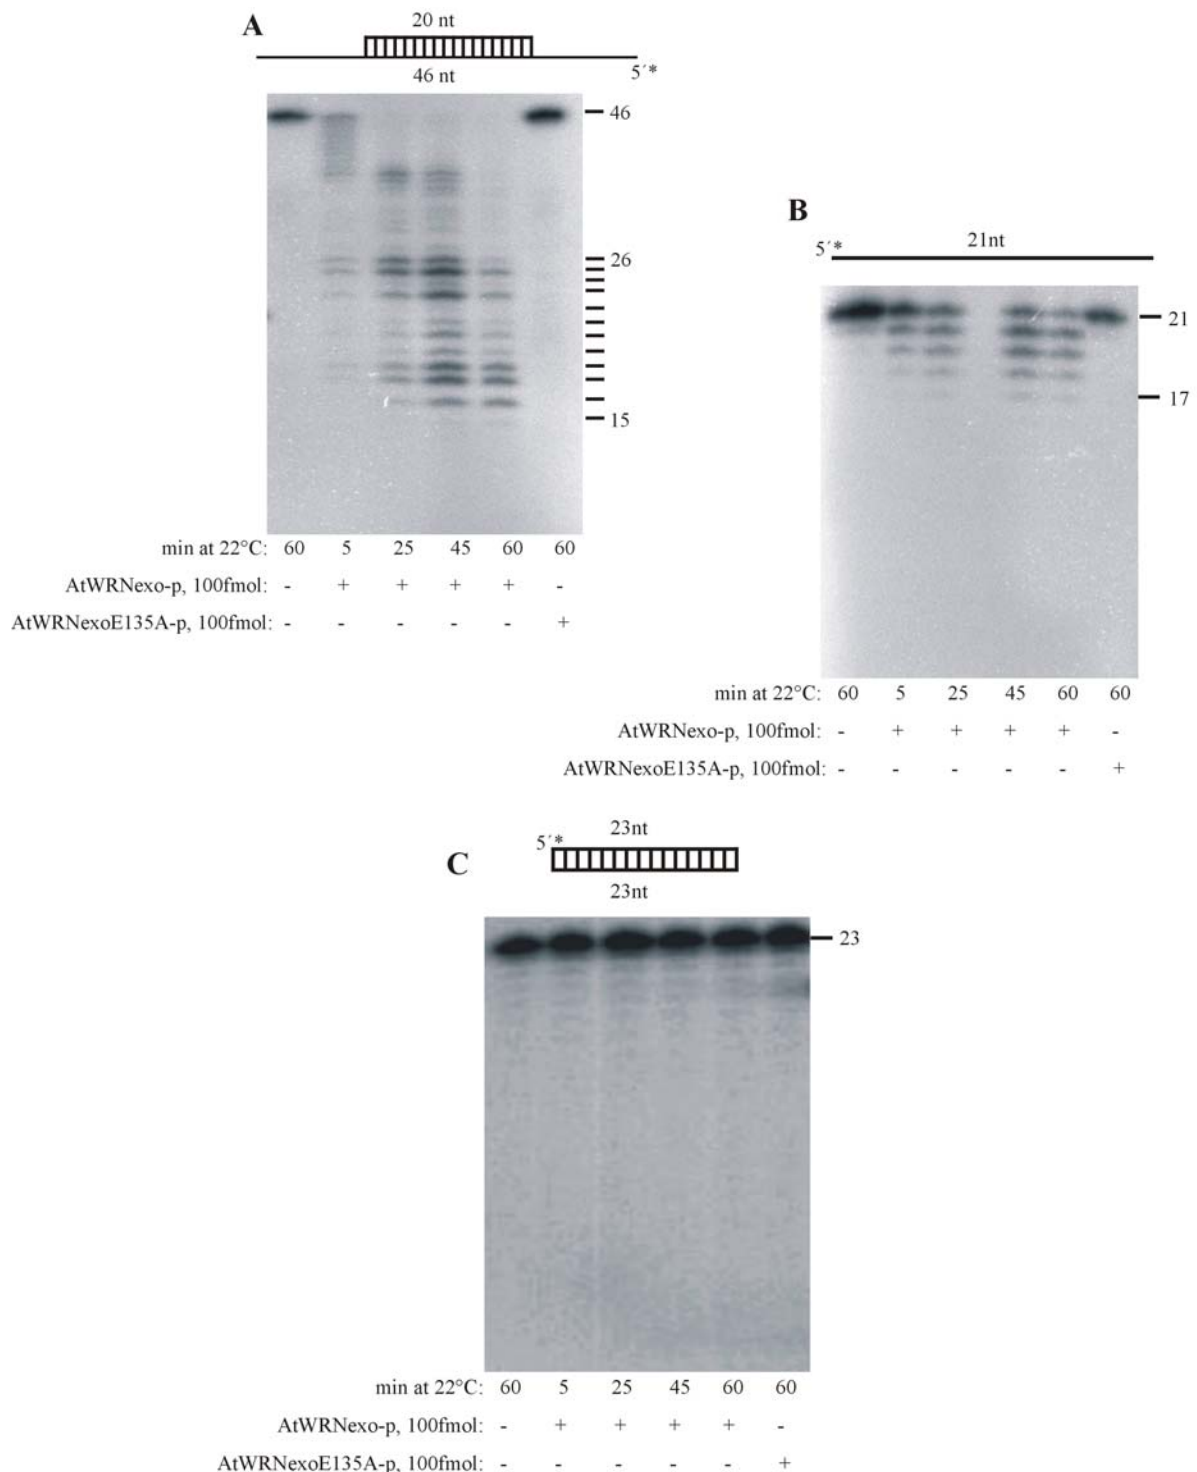 A
20 nt
46 nt
5´*
46
26
15
min at 22°C: 60 5 25 45 60 60
AtWRNexo-p, 100fmol: - + + + + -
AtWRNexoE135A-p, 100fmol: - - - - - +
B
5´*
21nt
21
17
min at 22°C: 60 5 25 45 60 60
AtWRNexo-p, 100fmol: - + + + + -
AtWRNexoE135A-p, 100fmol: - - - - - +
C
23nt
5´*
23nt
23
min at 22°C: 60 5 25 45 60 60
AtWRNexo-p, 100fmol: - + + + + -
AtWRNexoE135A-p, 100fmol: - - - - - +